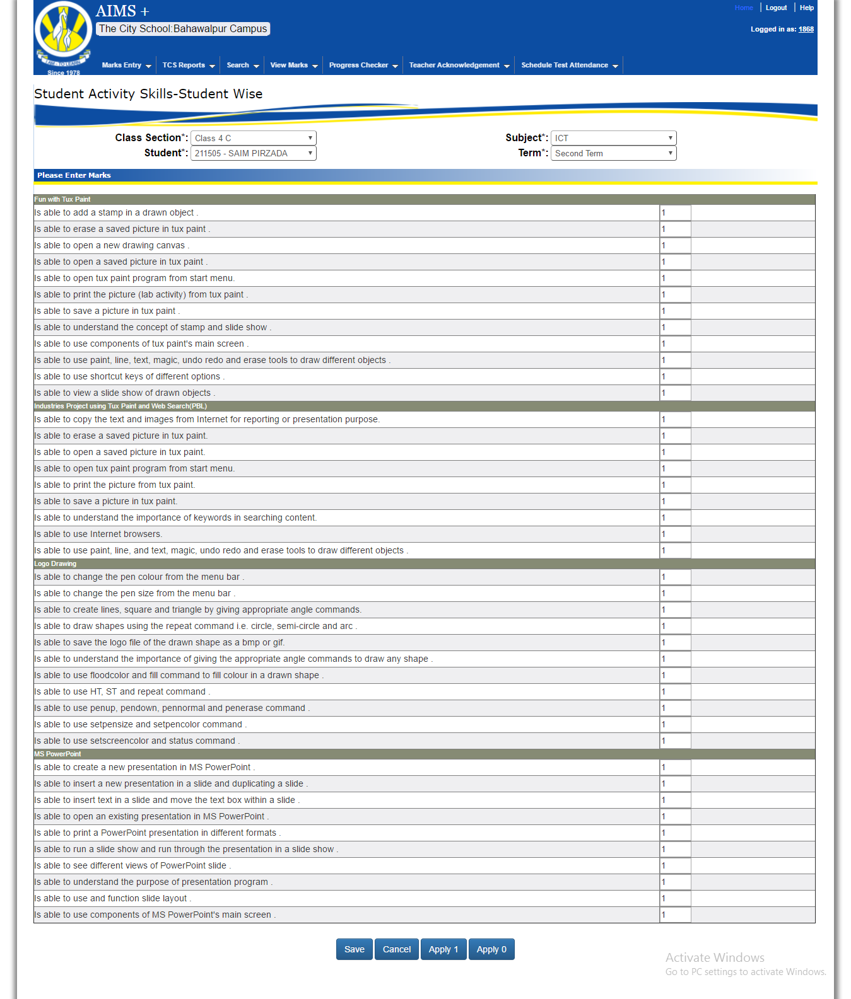 AIMS +
Home | Logout | Help
The City School:Bahawalpur Campus
Logged in as: 1868
I AM - TO LEARN
Since 1978
Marks Entry TCS Reports Search View Marks Progress Checker Teacher Acknowledgement Schedule Test Attendance
Student Activity Skills-Student Wise
Class Section*: Class 4 C Subject*: ICT
Student*: 211505 - SAIM PIRZADA Term*: Second Term
Please Enter Marks
Fun with Tux Paint
Is able to add a stamp in a drawn object . 1
Is able to erase a saved picture in tux paint . 1
Is able to open a new drawing canvas . 1
Is able to open a saved picture in tux paint . 1
Is able to open tux paint program from start menu. 1
Is able to print the picture (lab activity) from tux paint . 1
Is able to save a picture in tux paint . 1
Is able to understand the concept of stamp and slide show . 1
Is able to use components of tux paint's main screen . 1
Is able to use paint, line, text, magic, undo redo and erase tools to draw different objects . 1
Is able to use shortcut keys of different options . 1
Is able to view a slide show of drawn objects . 1
Industries Project using Tux Paint and Web Search(PBL)
Is able to copy the text and images from Internet for reporting or presentation purpose. 1
Is able to erase a saved picture in tux paint. 1
Is able to open a saved picture in tux paint. 1
Is able to open tux paint program from start menu. 1
Is able to print the picture from tux paint. 1
Is able to save a picture in tux paint. 1
Is able to understand the importance of keywords in searching content. 1
Is able to use Internet browsers. 1
Is able to use paint, line, and text, magic, undo redo and erase tools to draw different objects . 1
Logo Drawing
Is able to change the pen colour from the menu bar . 1
Is able to change the pen size from the menu bar . 1
Is able to create lines, square and triangle by giving appropriate angle commands. 1
Is able to draw shapes using the repeat command i.e. circle, semi-circle and arc . 1
Is able to save the logo file of the drawn shape as a bmp or gif. 1
Is able to understand the importance of giving the appropriate angle commands to draw any shape . 1
Is able to use floodcolor and fill command to fill colour in a drawn shape . 1
Is able to use HT, ST and repeat command . 1
Is able to use penup, pendown, pennormal and penerase command . 1
Is able to use setpensize and setpencolor command . 1
Is able to use setscreencolor and status command . 1
MS PowerPoint
Is able to create a new presentation in MS PowerPoint . 1
Is able to insert a new presentation in a slide and duplicating a slide . 1
Is able to insert text in a slide and move the text box within a slide . 1
Is able to open an existing presentation in MS PowerPoint . 1
Is able to print a PowerPoint presentation in different formats . 1
Is able to run a slide show and run through the presentation in a slide show . 1
Is able to see different views of PowerPoint slide . 1
Is able to understand the purpose of presentation program . 1
Is able to use and function slide layout . 1
Is able to use components of MS PowerPoint's main screen . 1
Save Cancel Apply 1 Apply 0
Activate Windows
Go to PC settings to activate Windows.